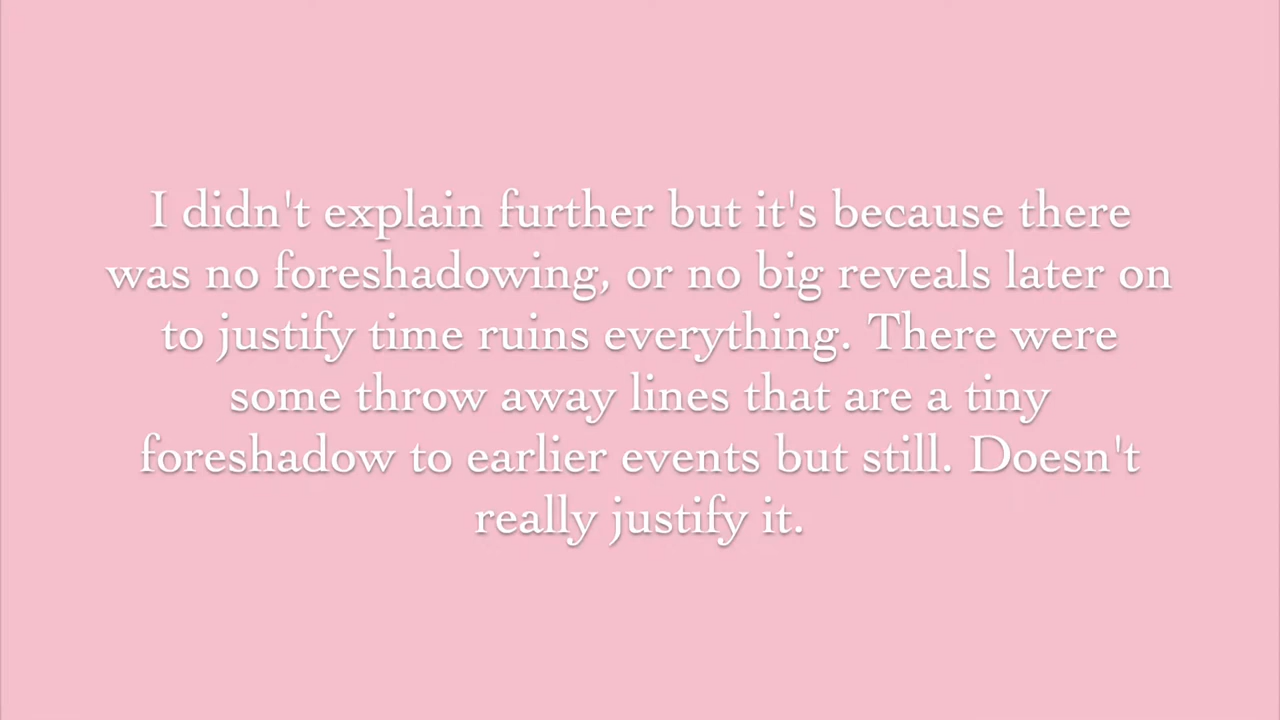 I didn't explain further but it's because there
was no foreshadowing, or no big reveals later on
to justify time ruins everything. There were
some throw away lines that are a tiny
foreshadow to earlier events but still. Doesn't
really justify it.